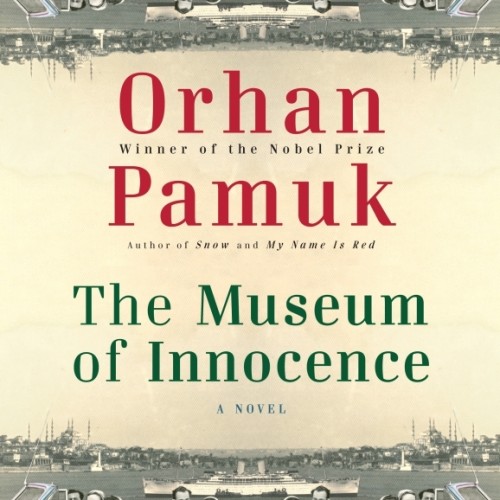 Orhan
Winner of the Nobel Prize
Pamuk
Author of Snow and My Name Is Red
The Museum
of Innocence
A NOVEL